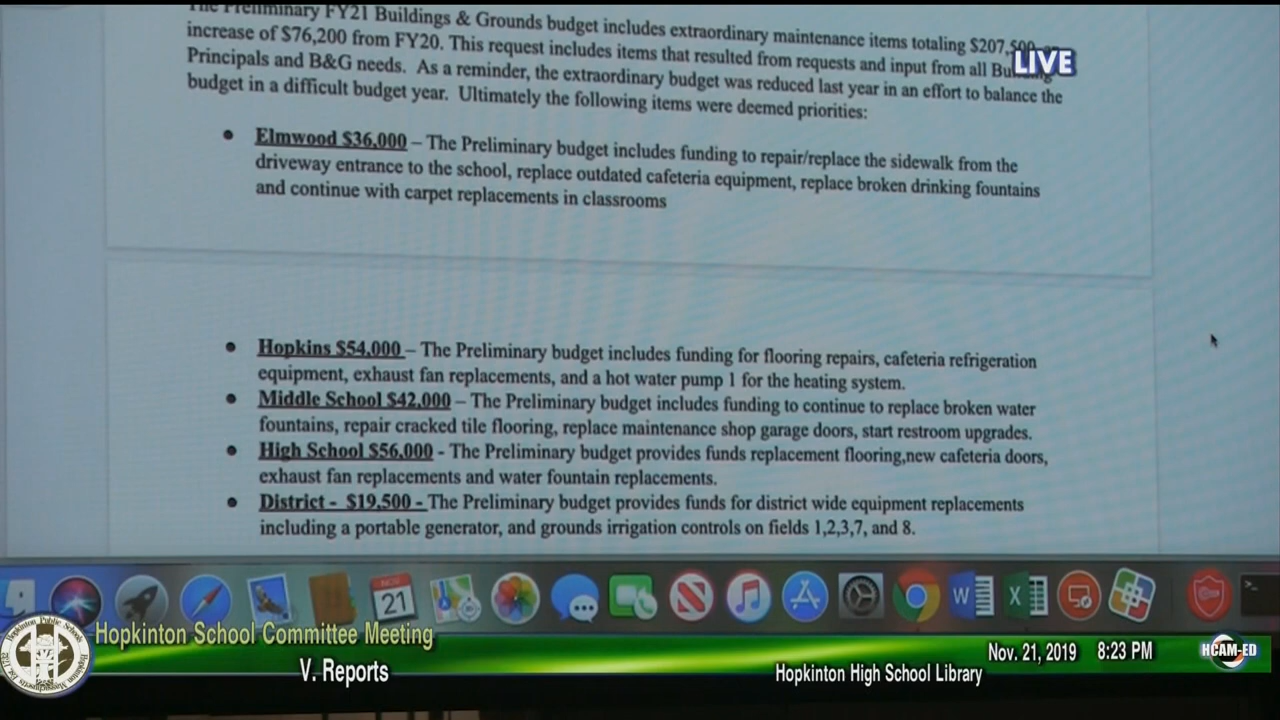 The Preliminary FY21 Buildings & Grounds budget includes extraordinary maintenance items totaling $207,500
increase of $76,200 from FY20. This request includes items that resulted from requests and input from all
LIVE
Principals and B&G needs. As a reminder, the extraordinary budget was reduced last year in an effort to balance the
budget in a difficult budget year. Ultimately the following items were deemed priorities:
• Elmwood $36,000 – The Preliminary budget includes funding to repair/replace the sidewalk from the
driveway entrance to the school, replace outdated cafeteria equipment, replace broken drinking fountains
and continue with carpet replacements in classrooms
• Hopkins $54,000 – The Preliminary budget includes funding for flooring repairs, cafeteria refrigeration
equipment, exhaust fan replacements, and a hot water pump 1 for the heating system.
• Middle School $42,000 – The Preliminary budget includes funding to continue to replace broken water
fountains, repair cracked tile flooring, replace maintenance shop garage doors, start restroom upgrades.
• High School $56,000 - The Preliminary budget provides funds replacement flooring,new cafeteria doors,
exhaust fan replacements and water fountain replacements.
• District - $19,500 - The Preliminary budget provides funds for district wide equipment replacements
including a portable generator, and grounds irrigation controls on fields 1,2,3,7, and 8.
NOV
21
W
X
Hopkinton Public Schools
Hopkinton School Committee Meeting
V. Reports
Nov. 21, 2019 8:23 PM
Hopkinton High School Library
HCAM-ED